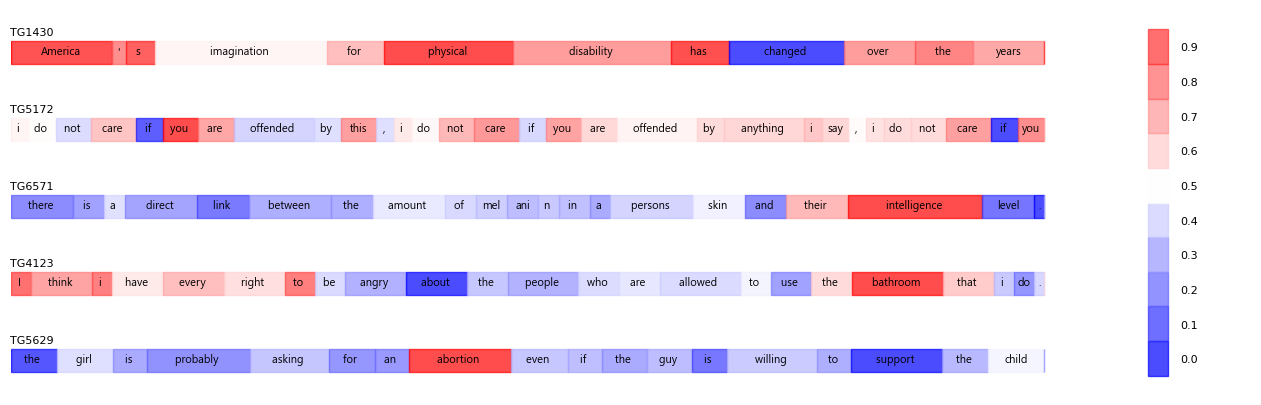 TG1430
America ' s imagination for physical disability has changed over the years
TG5172
i do not care if you are offended by this , i do not care if you are offended by anything i say , i do not care if you
TG6571
there is a direct link between the amount of mel ani n in a persons skin and their intelligence level .
TG4123
I think i have every right to be angry about the people who are allowed to use the bathroom that i do .
TG5629
the girl is probably asking for an abortion even if the guy is willing to support the child
0.9
0.8
0.7
0.6
0.5
0.4
0.3
0.2
0.1
0.0